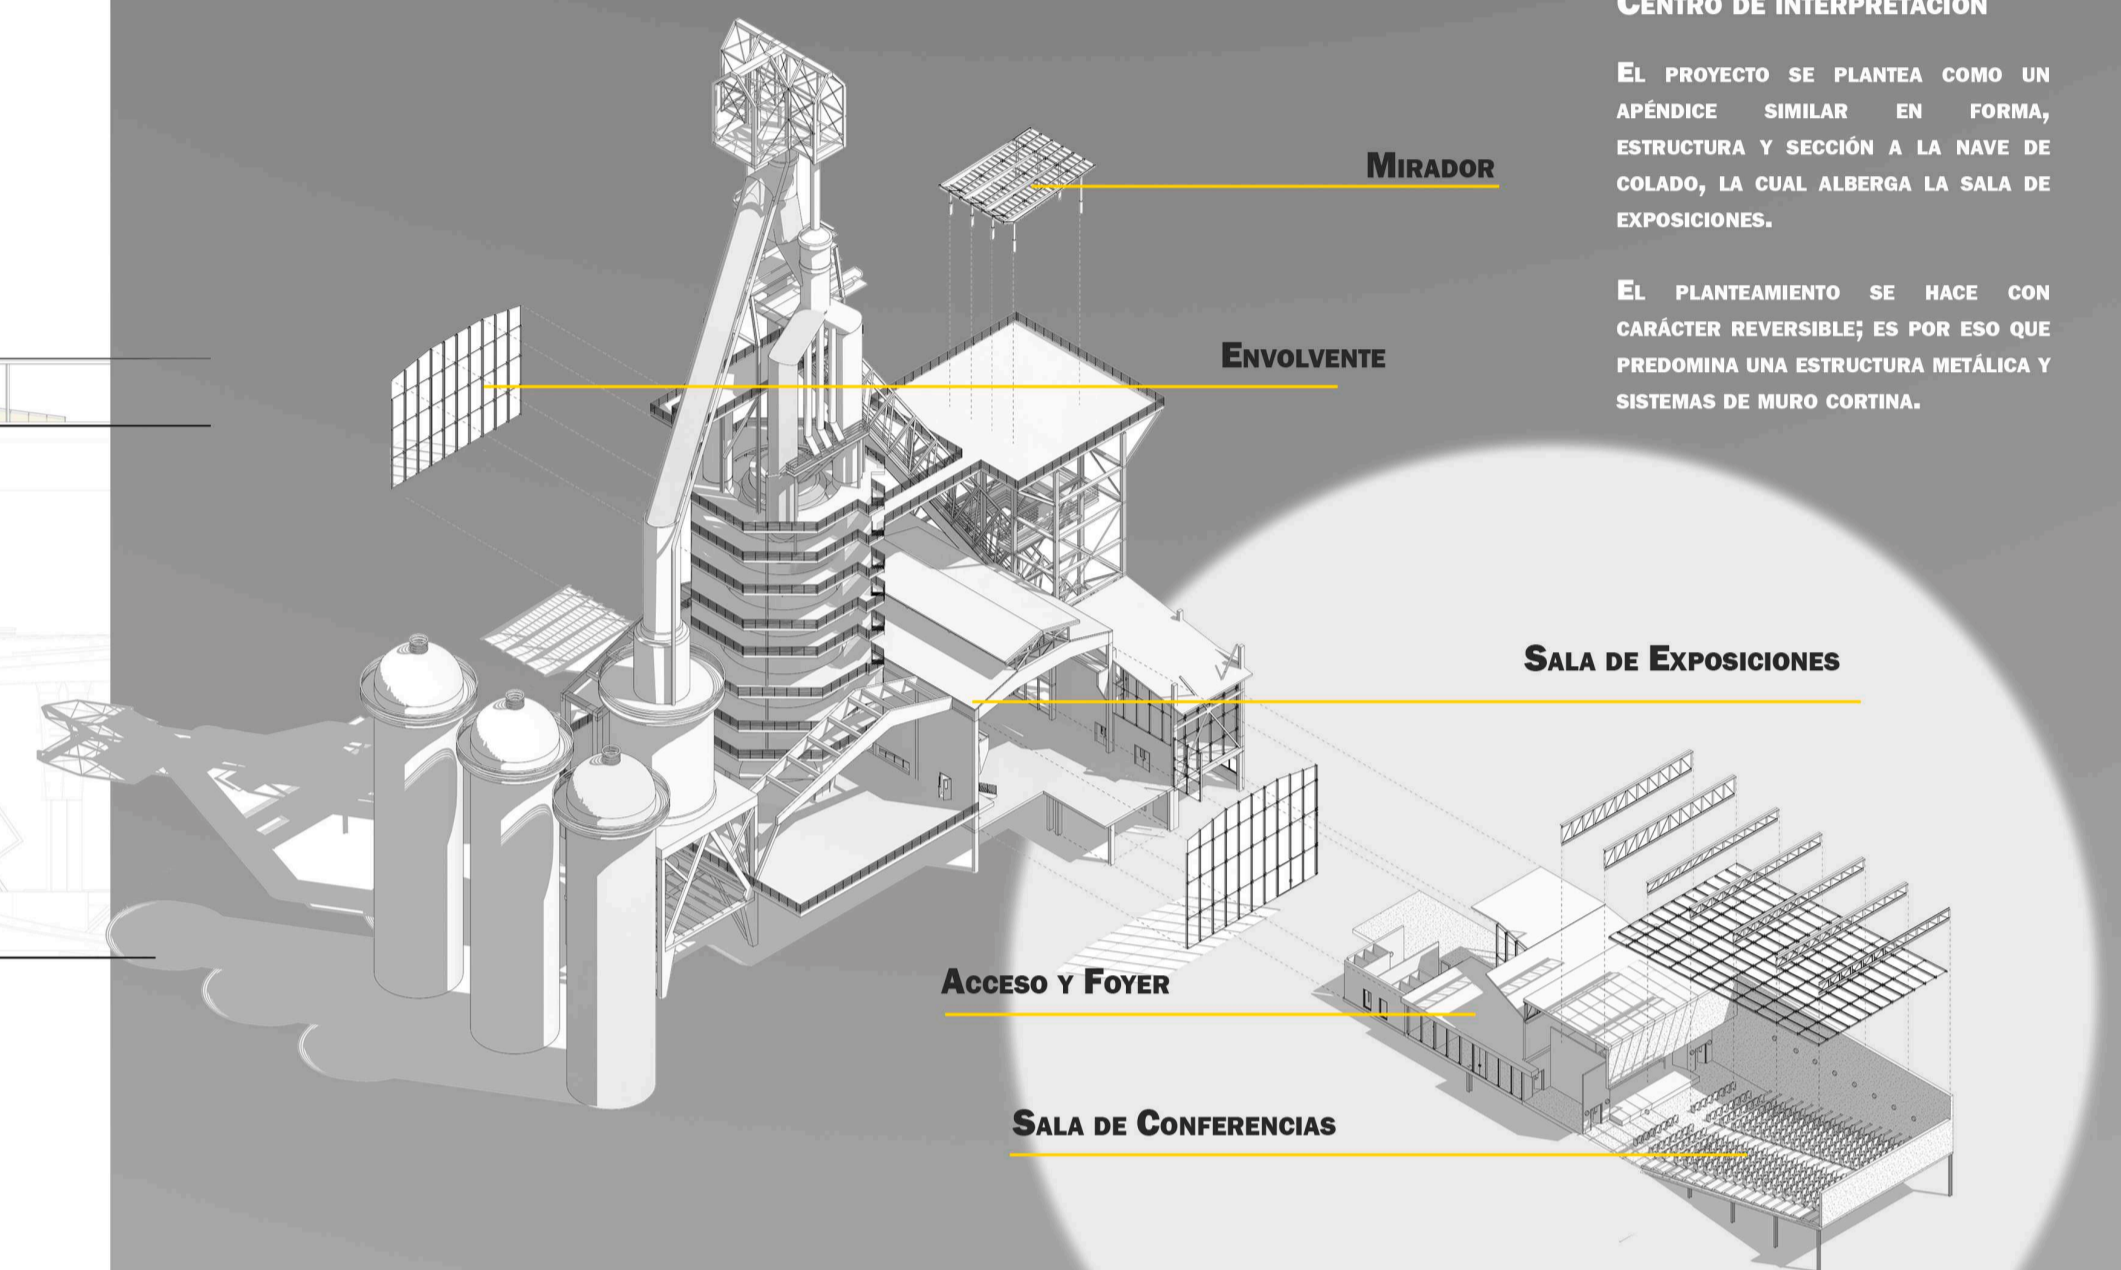 CENTRO DE INTERPRETACIÓN
EL PROYECTO SE PLANTEA COMO UN
APÉNDICE SIMILAR EN FORMA,
ESTRUCTURA Y SECCIÓN A LA NAVE DE
COLADO, LA CUAL ALBERGA LA SALA DE
EXPOSICIONES.
EL PLANTEAMIENTO SE HACE CON
CARÁCTER REVERSIBLE; ES POR ESO QUE
PREDOMINA UNA ESTRUCTURA METÁLICA Y
SISTEMAS DE MURO CORTINA.
MIRADOR
ENVOLVENTE
SALA DE EXPOSICIONES
ACCESO Y FOYER
SALA DE CONFERENCIAS